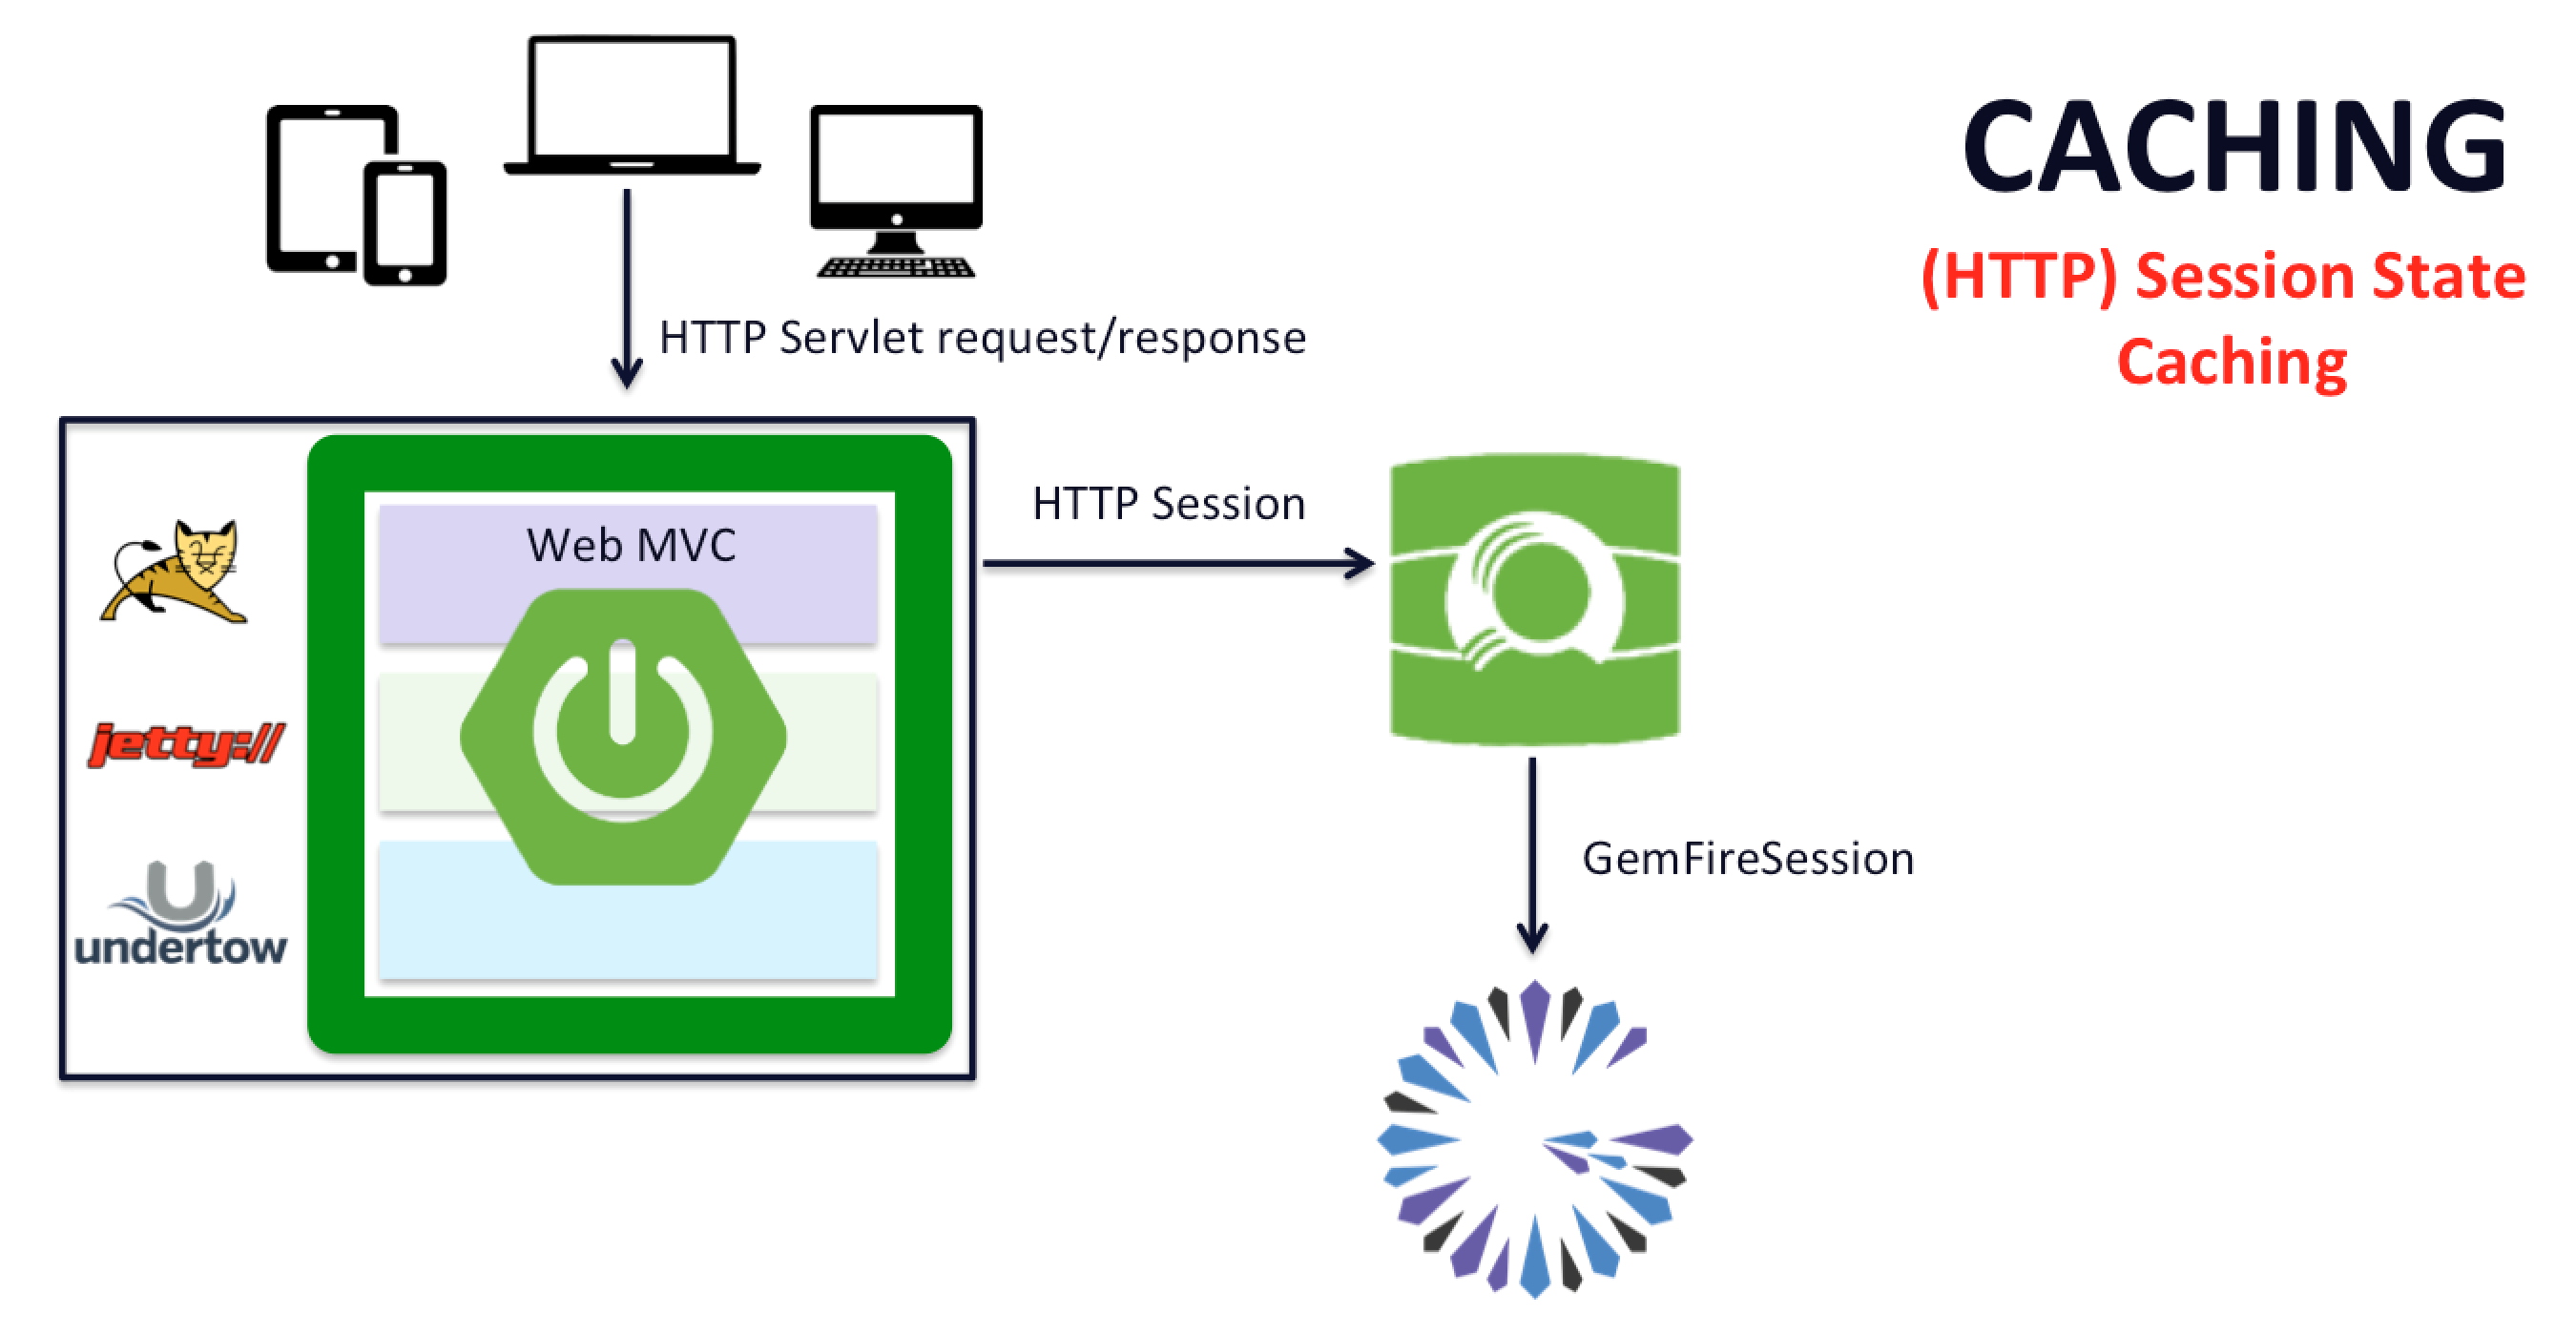 CACHING
(HTTP) Session State
Caching
HTTP Servlet request/response
Web MVC
HTTP Session
jetty://
undertow
GemFireSession